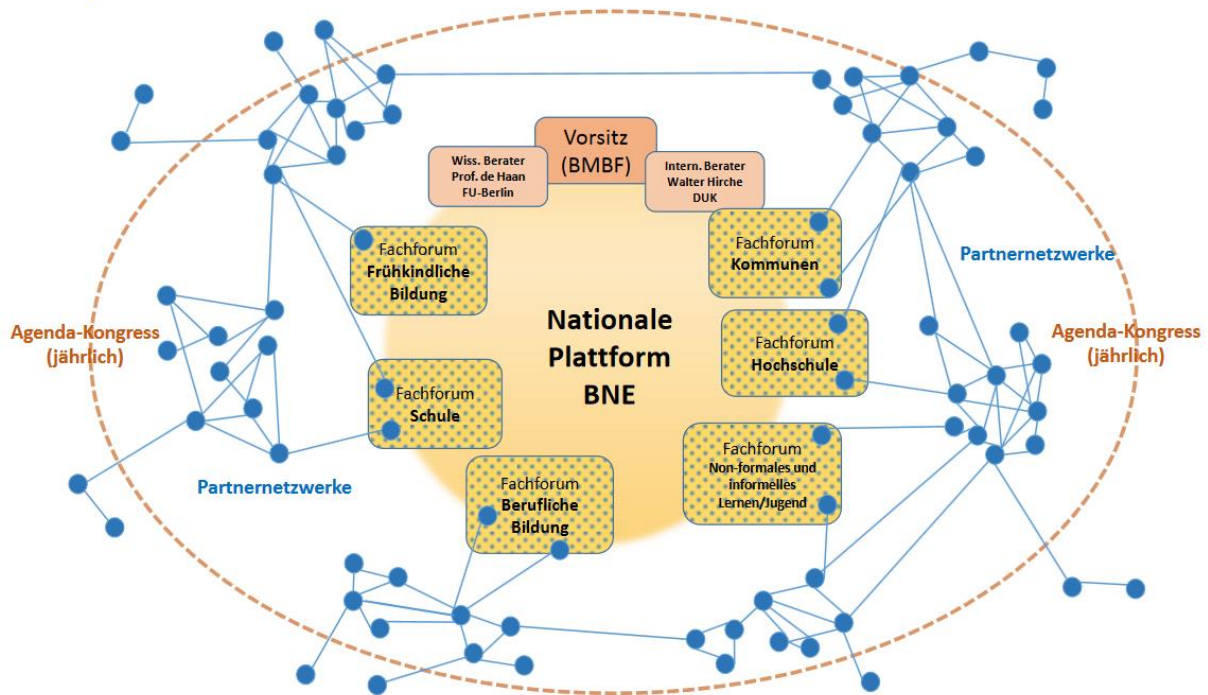 Vorsitz
(BMBF)
Wiss. Berater
Prof. de Haan
FU-Berlin
Intern. Berater
Walter Hirche
DUK
Fachforum
Frühkindliche
Bildung
Fachforum
Kommunen
Partnernetzwerke
Agenda-Kongress
(jährlich)
Nationale
Plattform
BNE
Fachforum
Hochschule
Agenda-Kongress
(jährlich)
Fachforum
Schule
Fachforum
Non-formales und
informelles
Lernen/Jugend
Partnernetzwerke
Fachforum
Berufliche
Bildung